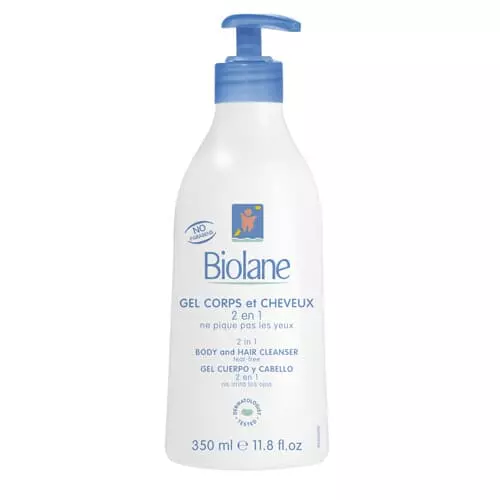 NO
PARABENS
Biolane
GEL CORPS et CHEVEUX
2 en 1
ne pique pas les yeux
2 in 1
BODY and HAIR CLEANSER
tear-free
GEL CUERPO y CABELLO
2 en 1
no irrita los ojos
DERMATOLOGIST
TESTED
350 ml e 11.8 fl.oz